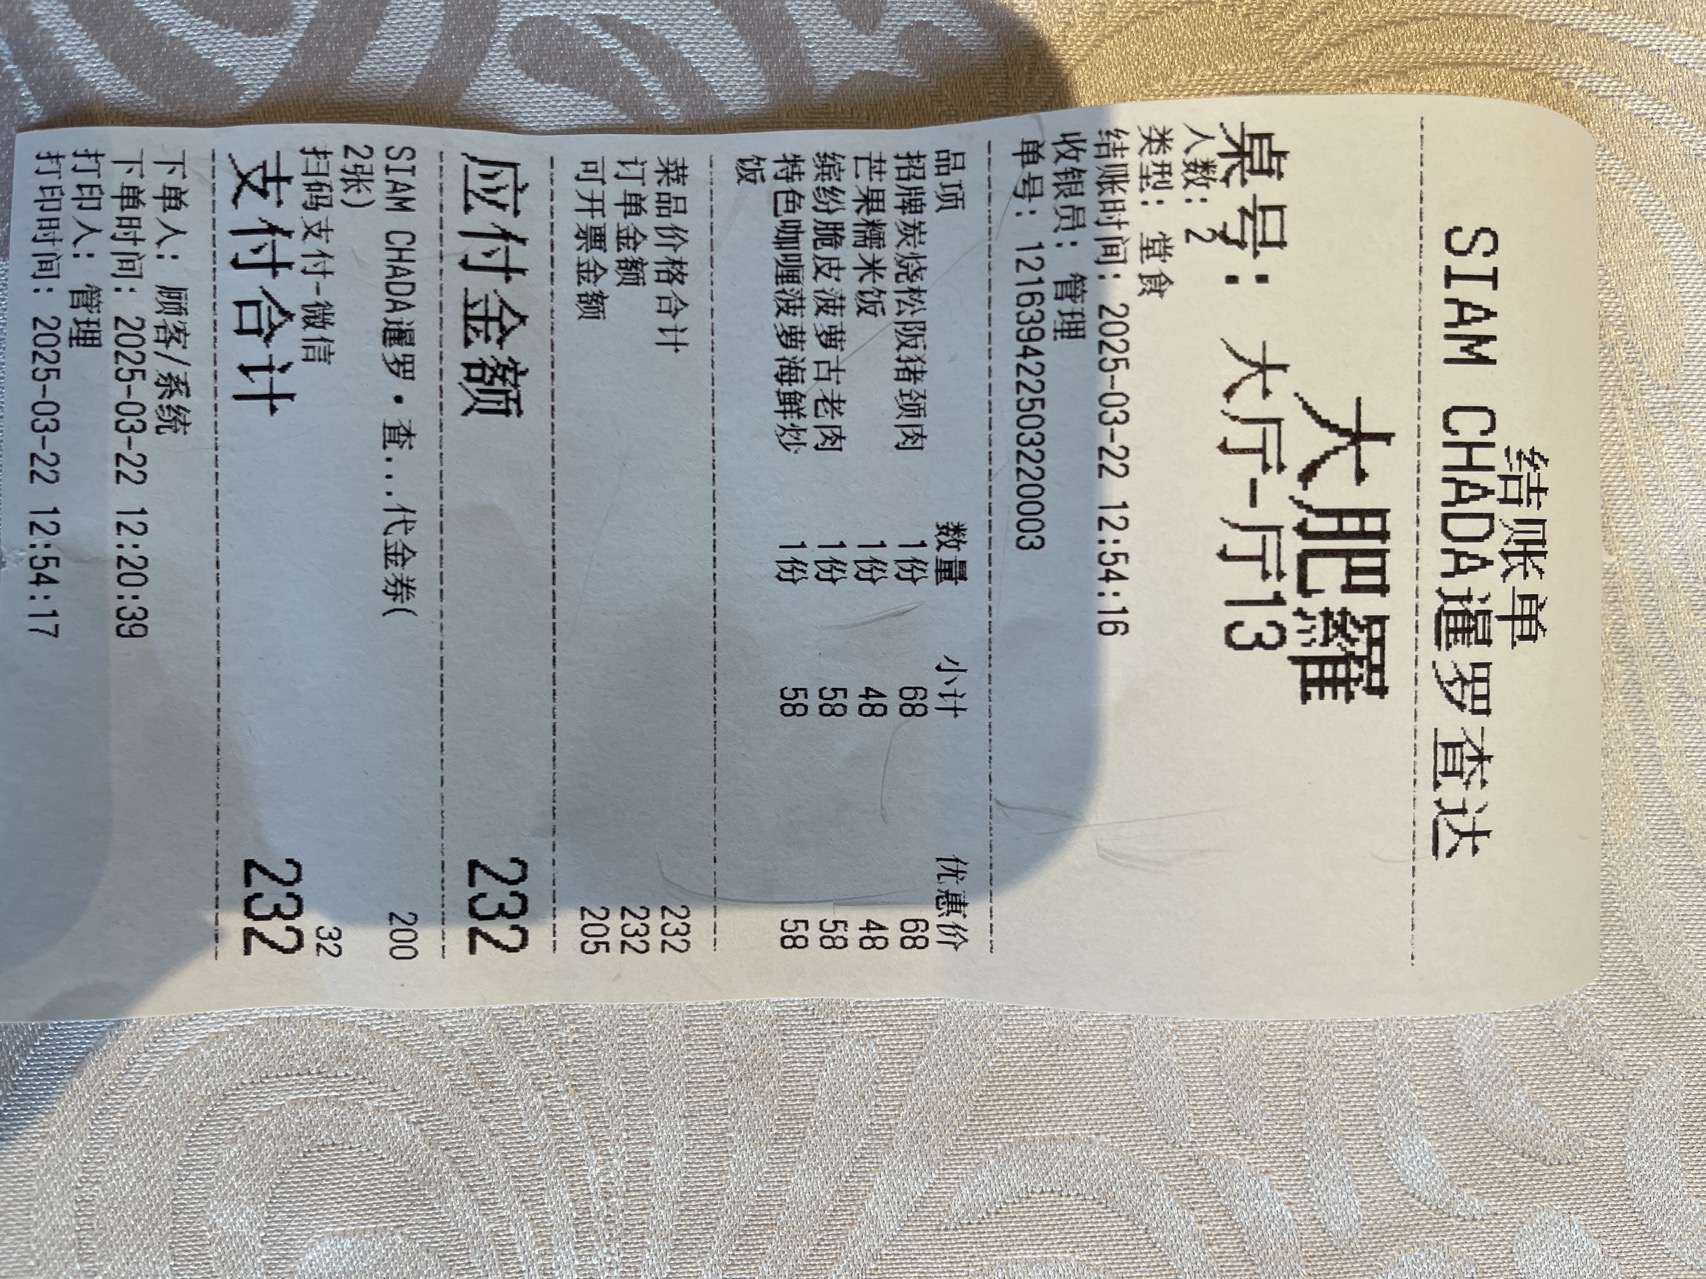 结账单
SIAM CHADA暹罗查达
大肥羅
桌号: 大厅-厅13
人数: 2
类型: 堂食
结账时间: 2025-03-22 12:54:16
收银员: 管理
单号: 1216394225032220003
品项 数量 小计 优惠价
招牌炭烧松阪猪颈肉 1份 68 68
芒果糯米饭 1份 48 48
缤纷脆皮菠萝古老肉 1份 58 58
特色咖喱菠萝海鲜炒 1份 58 58
饭
菜品价格合计 232
订单金额 232
可开票金额 205
应付金额 232
SIAM CHADA暹罗·查...代金券( 200
2张)
扫码支付-微信 32
支付合计 232
下单人: 顾客/系统
下单时间: 2025-03-22 12:20:39
打印人: 管理
打印时间: 2025-03-22 12:54:17